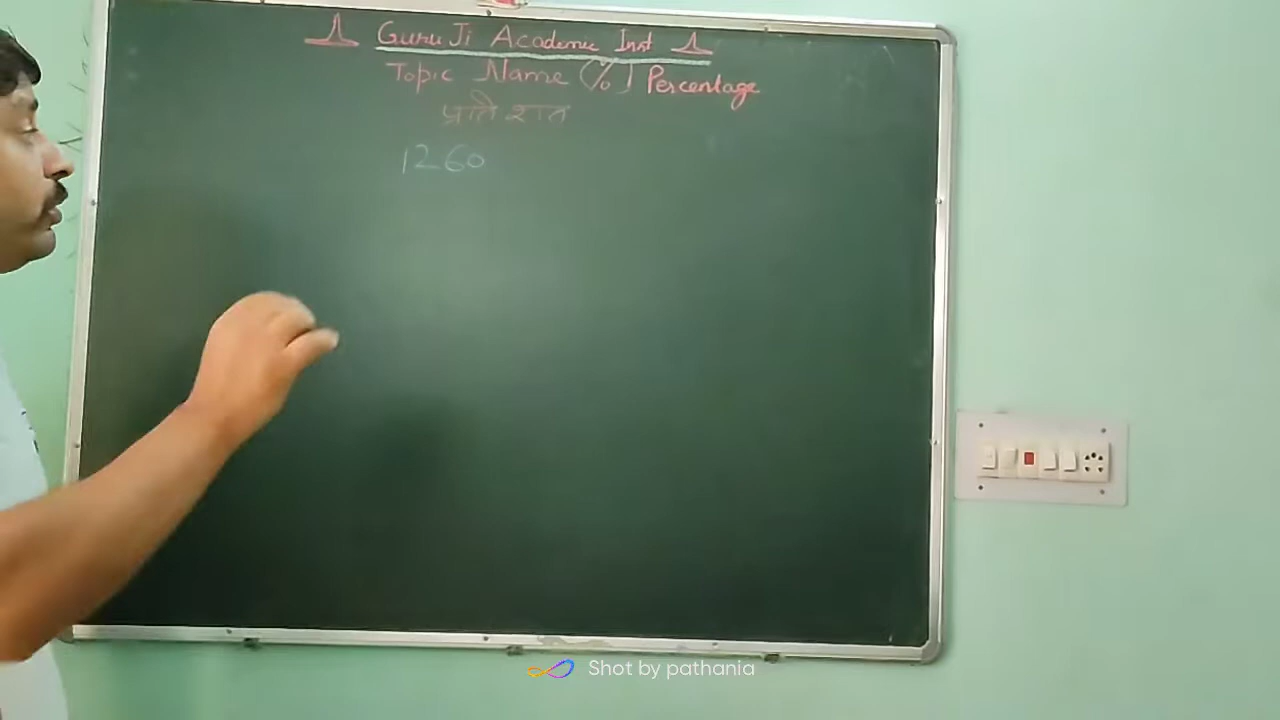 Guru Ji Academic Inst
Topic Name (%) Percentage
प्रति शत
1260
Shot by pathania